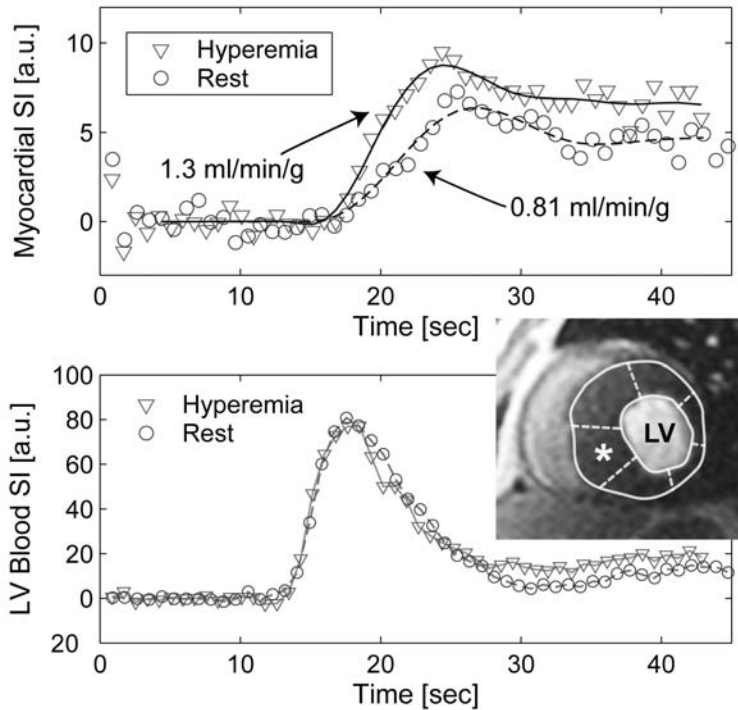 Myocardial SI [a.u.]
10
5
0
Hyperemia
Rest
1.3 ml/min/g
0.81 ml/min/g
0 10 20 30 40
Time [sec]
LV Blood SI [a.u.]
100
80
60
40
20
0
20
Hyperemia
Rest
LV
*
0 10 20 30 40
Time [sec]